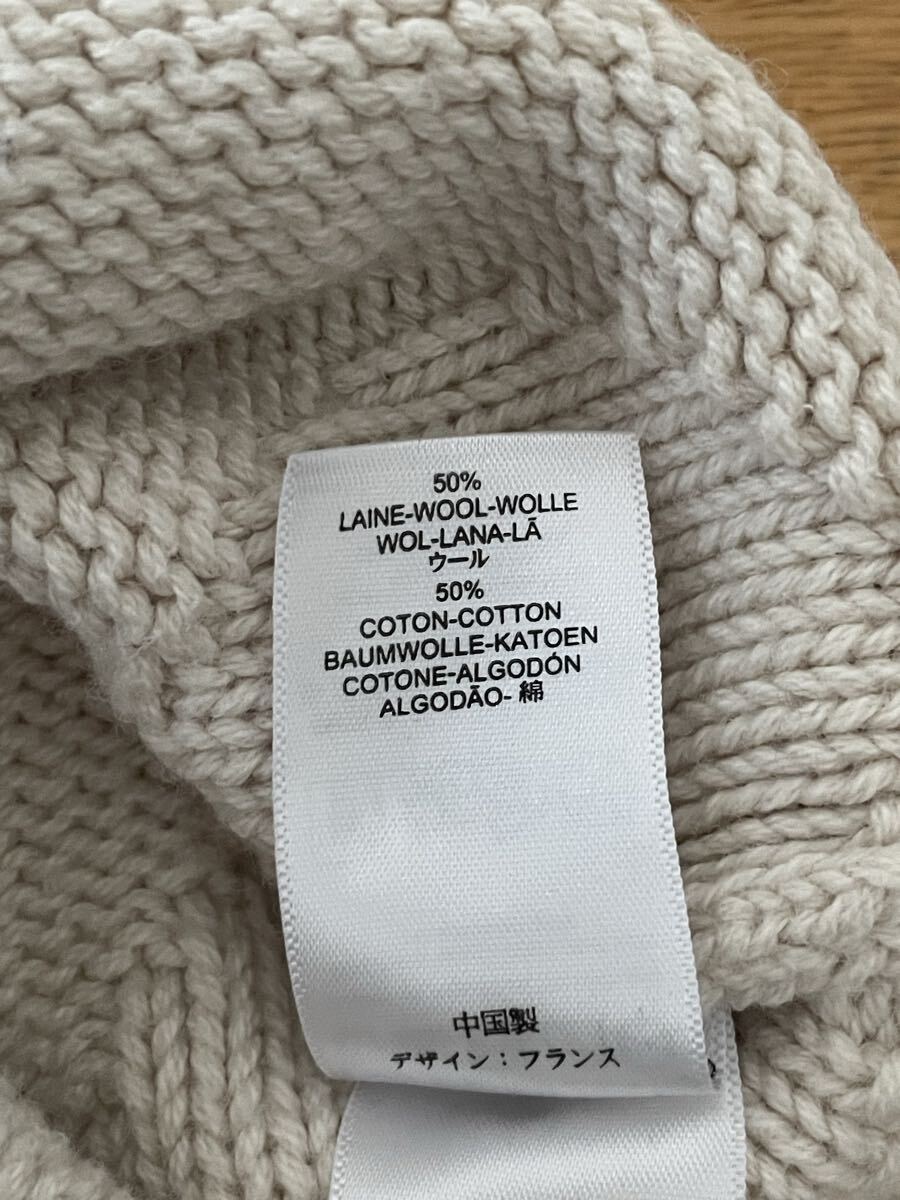 50%
LAINE-WOOL-WOLLE
WOL-LANA-LÃ
ウール
50%
COTON-COTTON
BAUMWOLLE-KATOEN
COTONE-ALGODÓN
ALGODÃO- 綿
中国製
デザイン：フランス